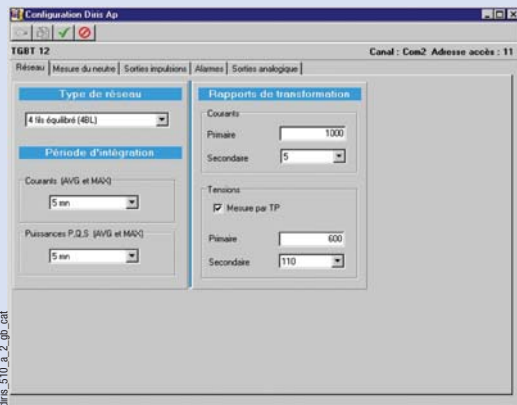 Configuration Diris Ap
TGBT 12 Canal : Com2 Adresse accès : 11
Réseau Mesure du neutre Sorties impulsions Alarmes Sorties analogique
Type de réseau
4 fils équilibré (4BL)
Période d'intégration
Courants (AVG et MAX)
5 mn
Puissances P,Q,S (AVG et MAX)
5 mn
Rapports de transformation
Courants
Primaire 1000
Secondaire 5
Tensions
Mesure par TP
Primaire 600
Secondaire 110
diris_510_a_2_gb_cat